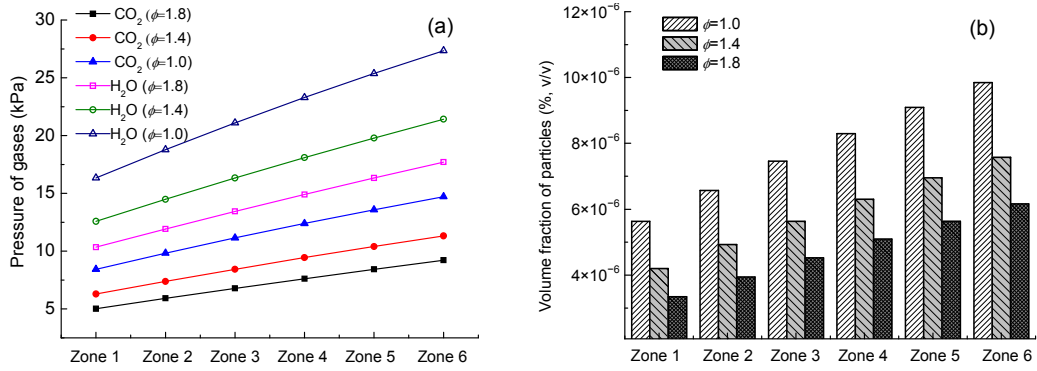 (a)
CO2 (ϕ=1.8)
CO2 (ϕ=1.4)
CO2 (ϕ=1.0)
H2O (ϕ=1.8)
H2O (ϕ=1.4)
H2O (ϕ=1.0)
Pressure of gases (kPa)
30
25
20
15
10
5
Zone 1 Zone 2 Zone 3 Zone 4 Zone 5 Zone 6
(b)
ϕ=1.0
ϕ=1.4
ϕ=1.8
Volume fraction of particles (%, v/v)
12×10⁻⁶
10×10⁻⁶
8×10⁻⁶
6×10⁻⁶
4×10⁻⁶
Zone 1 Zone 2 Zone 3 Zone 4 Zone 5 Zone 6